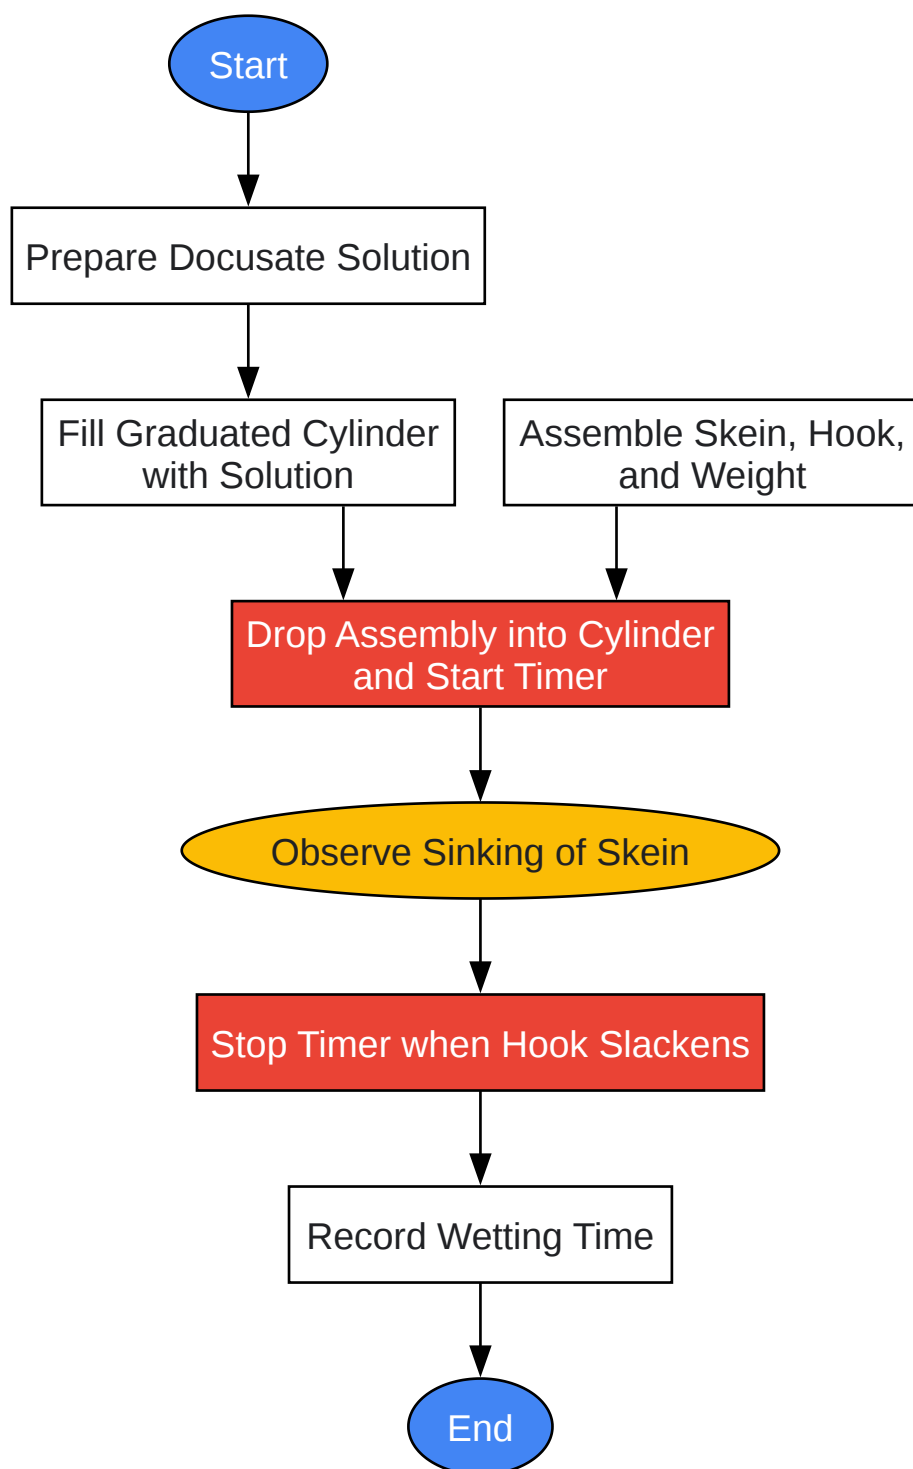 Start
Prepare Docusate Solution
Fill Graduated Cylinder
with Solution
Assemble Skein, Hook,
and Weight
Drop Assembly into Cylinder
and Start Timer
Observe Sinking of Skein
Stop Timer when Hook Slackens
Record Wetting Time
End